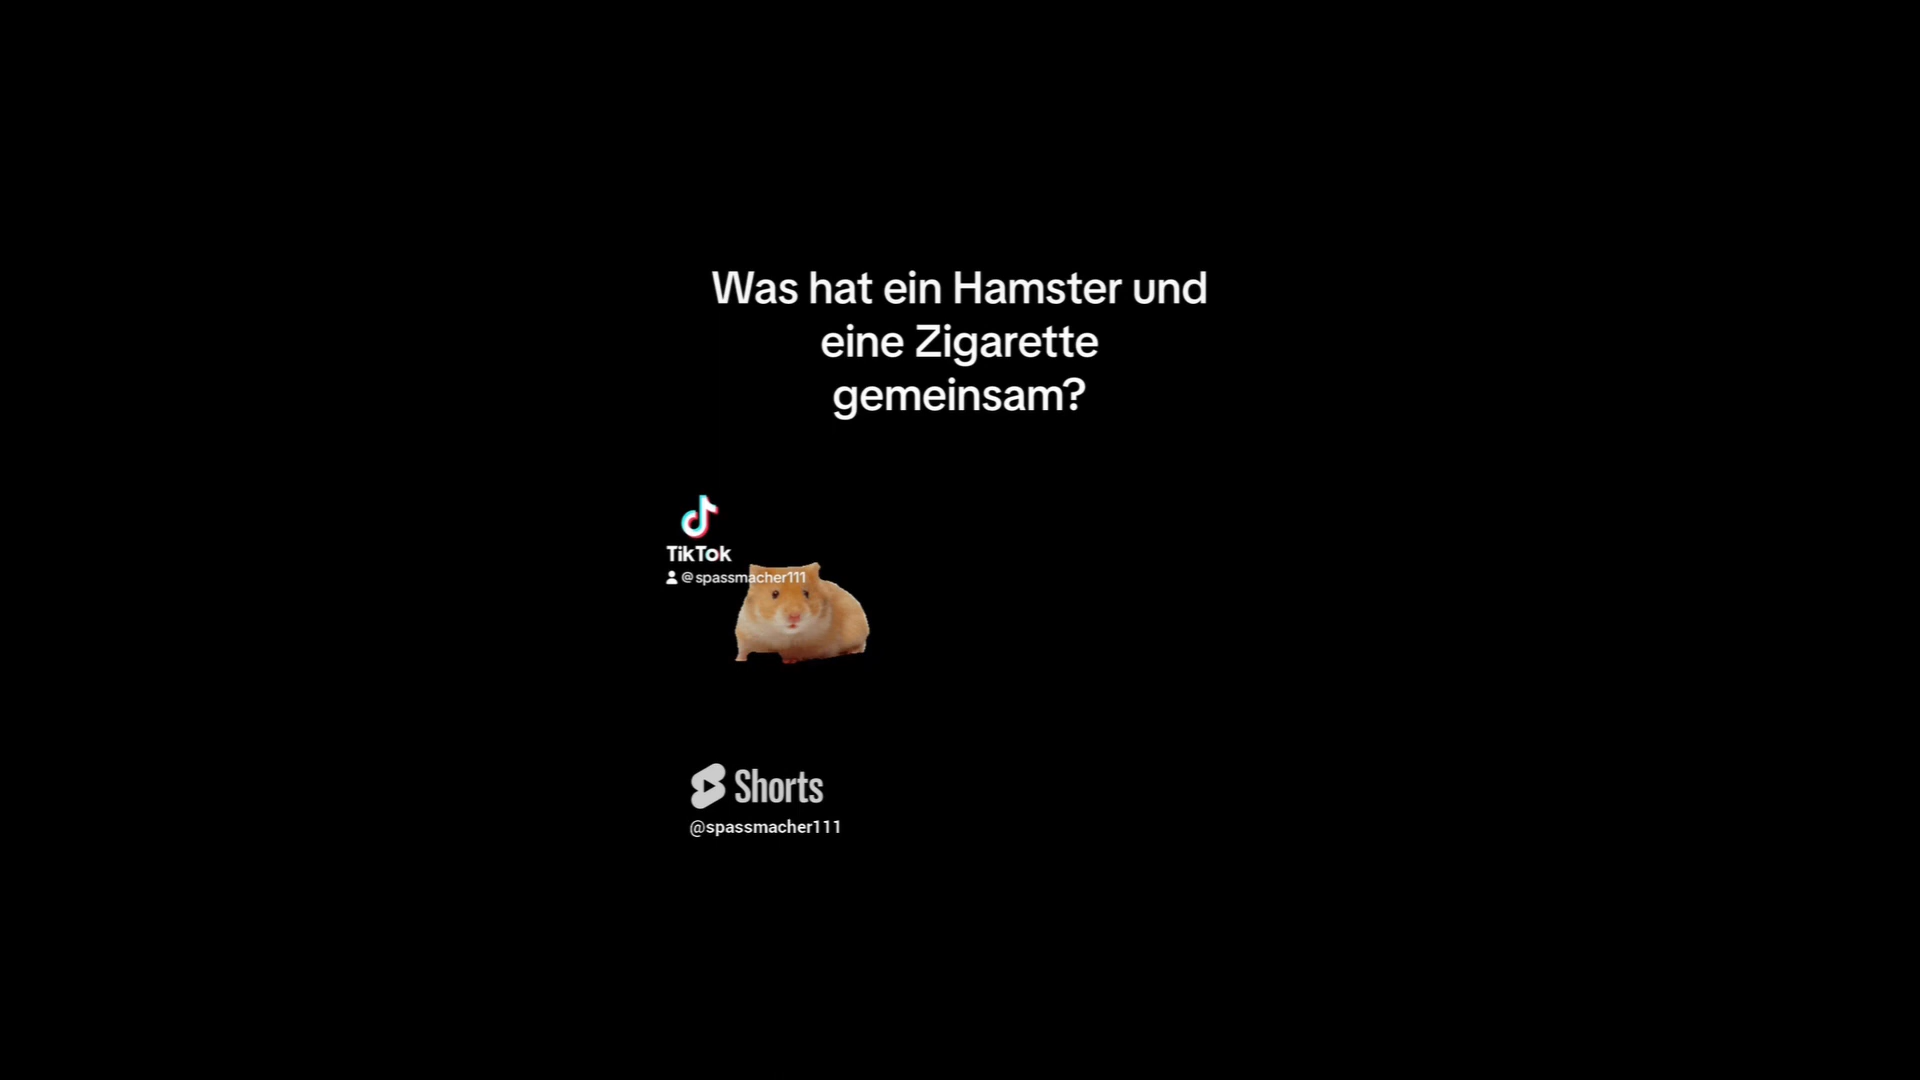 Was hat ein Hamster und
eine Zigarette
gemeinsam?
TikTok
@spassmacher111
Shorts
@spassmacher111